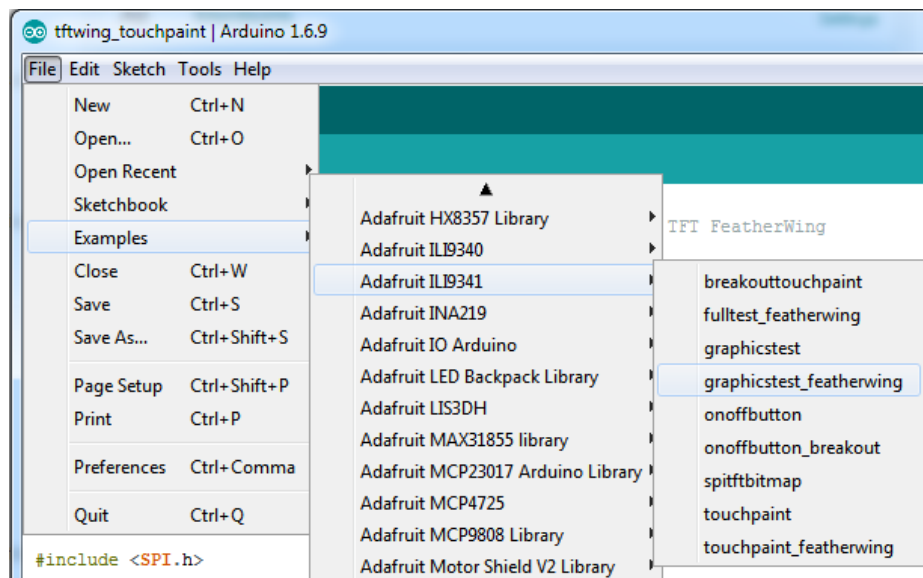 tftwing_touchpaint | Arduino 1.6.9
File Edit Sketch Tools Help
New Ctrl+N
Open... Ctrl+O
Open Recent
Sketchbook
Examples
Close Ctrl+W
Save Ctrl+S
Save As... Ctrl+Shift+S
Page Setup Ctrl+Shift+P
Print Ctrl+P
Preferences Ctrl+Comma
Quit Ctrl+Q
Adafruit HX8357 Library
Adafruit ILI9340
Adafruit ILI9341
Adafruit INA219
Adafruit IO Arduino
Adafruit LED Backpack Library
Adafruit LIS3DH
Adafruit MAX31855 library
Adafruit MCP23017 Arduino Library
Adafruit MCP4725
Adafruit MCP9808 Library
Adafruit Motor Shield V2 Library
TFT FeatherWing
breakouttouchpaint
fulltest_featherwing
graphicstest
graphicstest_featherwing
onoffbutton
onoffbutton_breakout
spitftbitmap
touchpaint
touchpaint_featherwing
#include <SPI.h>